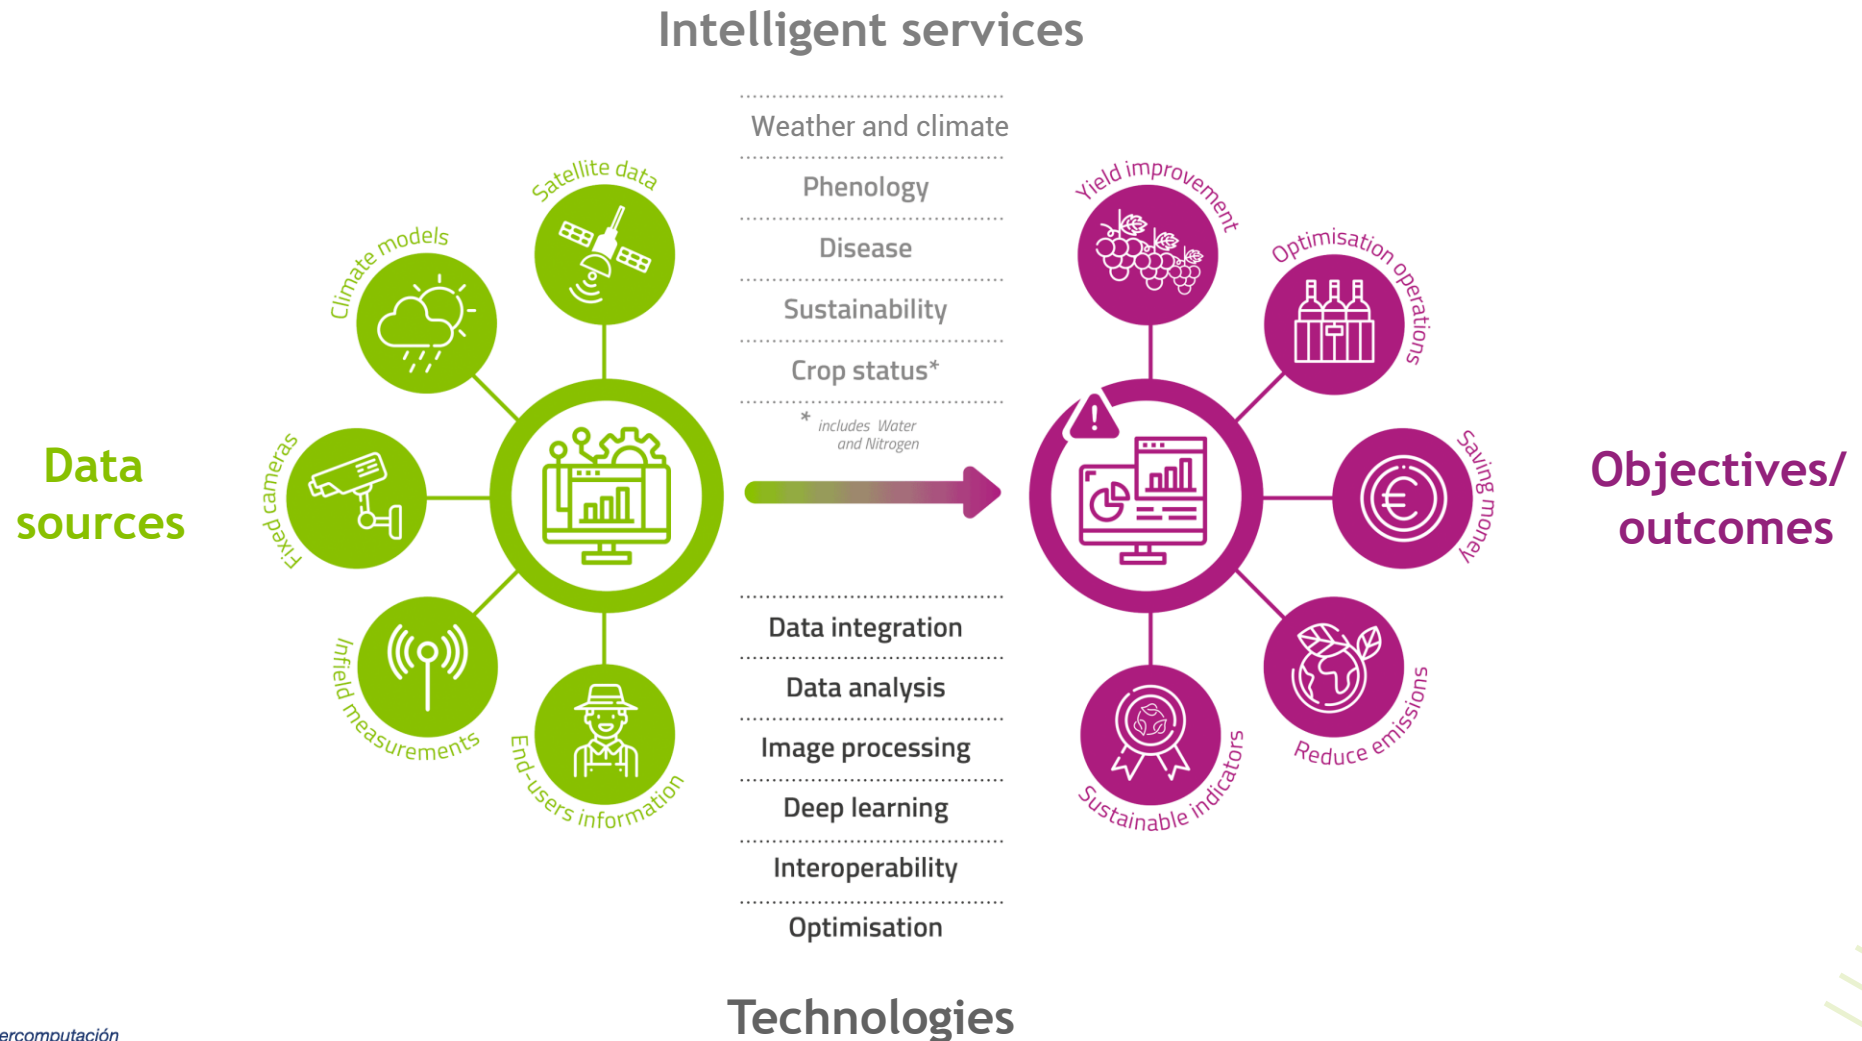 Intelligent services
Weather and climate
Phenology
Disease
Sustainability
Crop status*
* includes Water
and Nitrogen
Data
sources
Satellite data
Climate models
Fixed cameras
Infield measurements
End-users information
Yield improvement
Optimisation operations
Saving money
Reduce emissions
Sustainable indicators
Objectives/
outcomes
Data integration
Data analysis
Image processing
Deep learning
Interoperability
Optimisation
Technologies
ercomputación